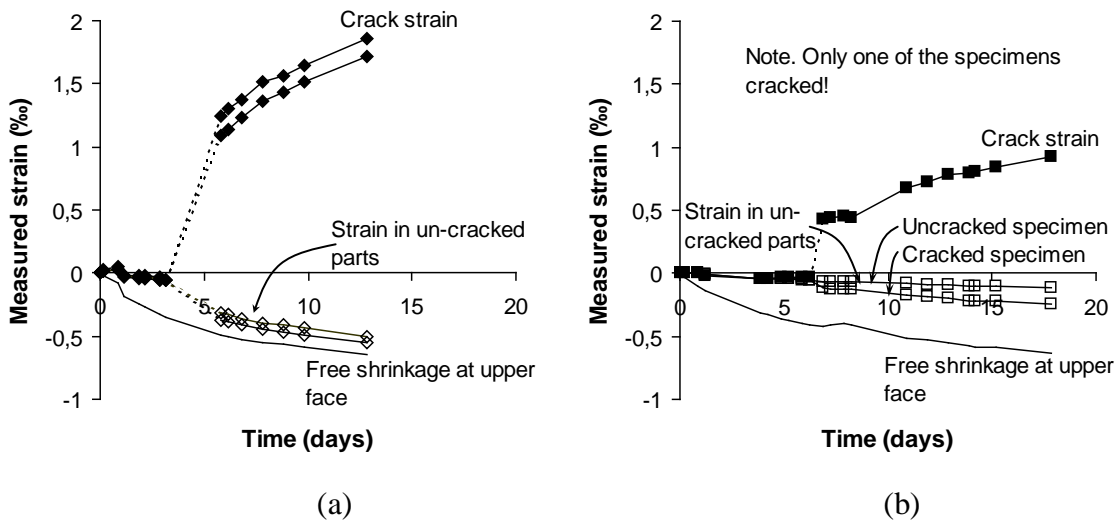 2
1,5
1
0,5
0
-0,5
-1
0
5
10
15
20
Measured strain (‰)
Time (days)
Crack strain
Strain in un-cracked
parts
Free shrinkage at upper
face
(a)
2
1,5
1
0,5
0
-0,5
-1
0
5
10
15
20
Measured strain (‰)
Time (days)
Note. Only one of the specimens
cracked!
Crack strain
Strain in un-
cracked parts
Uncracked specimen
Cracked specimen
Free shrinkage at upper
face
(b)